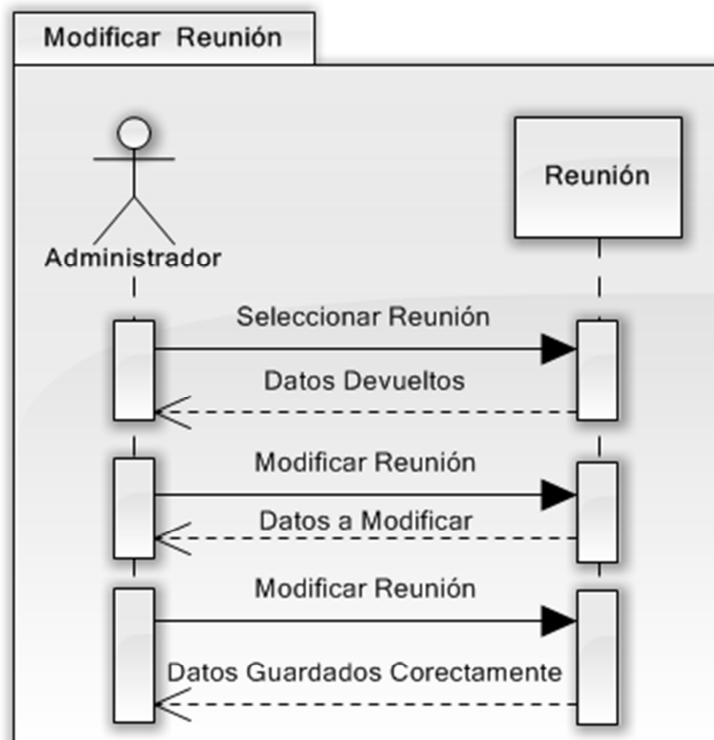 Modificar Reunión
Reunión
Administrador
Seleccionar Reunión
Datos Devueltos
Modificar Reunión
Datos a Modificar
Modificar Reunión
Datos Guardados Corectamente